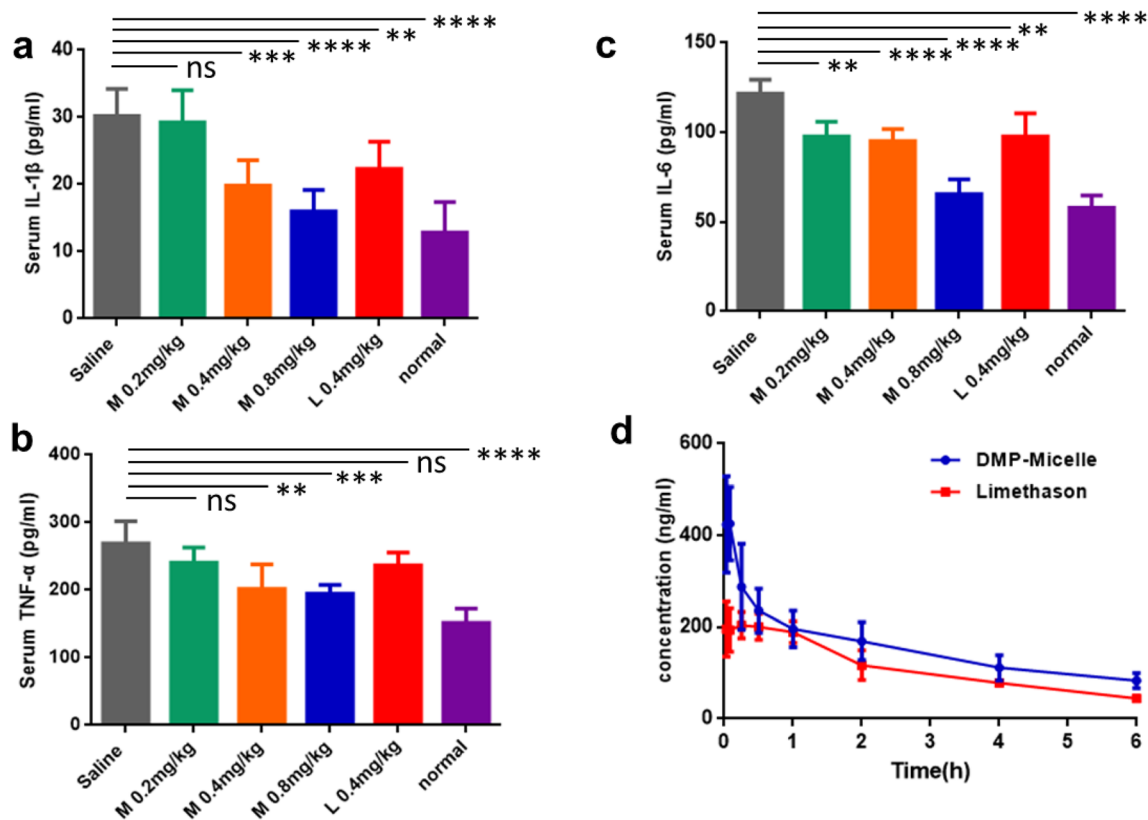 a
****
**
****
***
ns
Serum IL-1β (pg/ml)
40
30
20
10
0
Saline
M 0.2mg/kg
M 0.4mg/kg
M 0.8mg/kg
L 0.4mg/kg
normal
c
****
**
****
****
**
Serum IL-6 (pg/ml)
150
100
50
0
Saline
M 0.2mg/kg
M 0.4mg/kg
M 0.8mg/kg
L 0.4mg/kg
normal
b
****
ns
***
**
ns
Serum TNF-α (pg/ml)
400
300
200
100
0
Saline
M 0.2mg/kg
M 0.4mg/kg
M 0.8mg/kg
L 0.4mg/kg
normal
d
DMP-Micelle
Limethason
concentration (ng/ml)
600
400
200
0
0 1 2 3 4 5 6
Time(h)